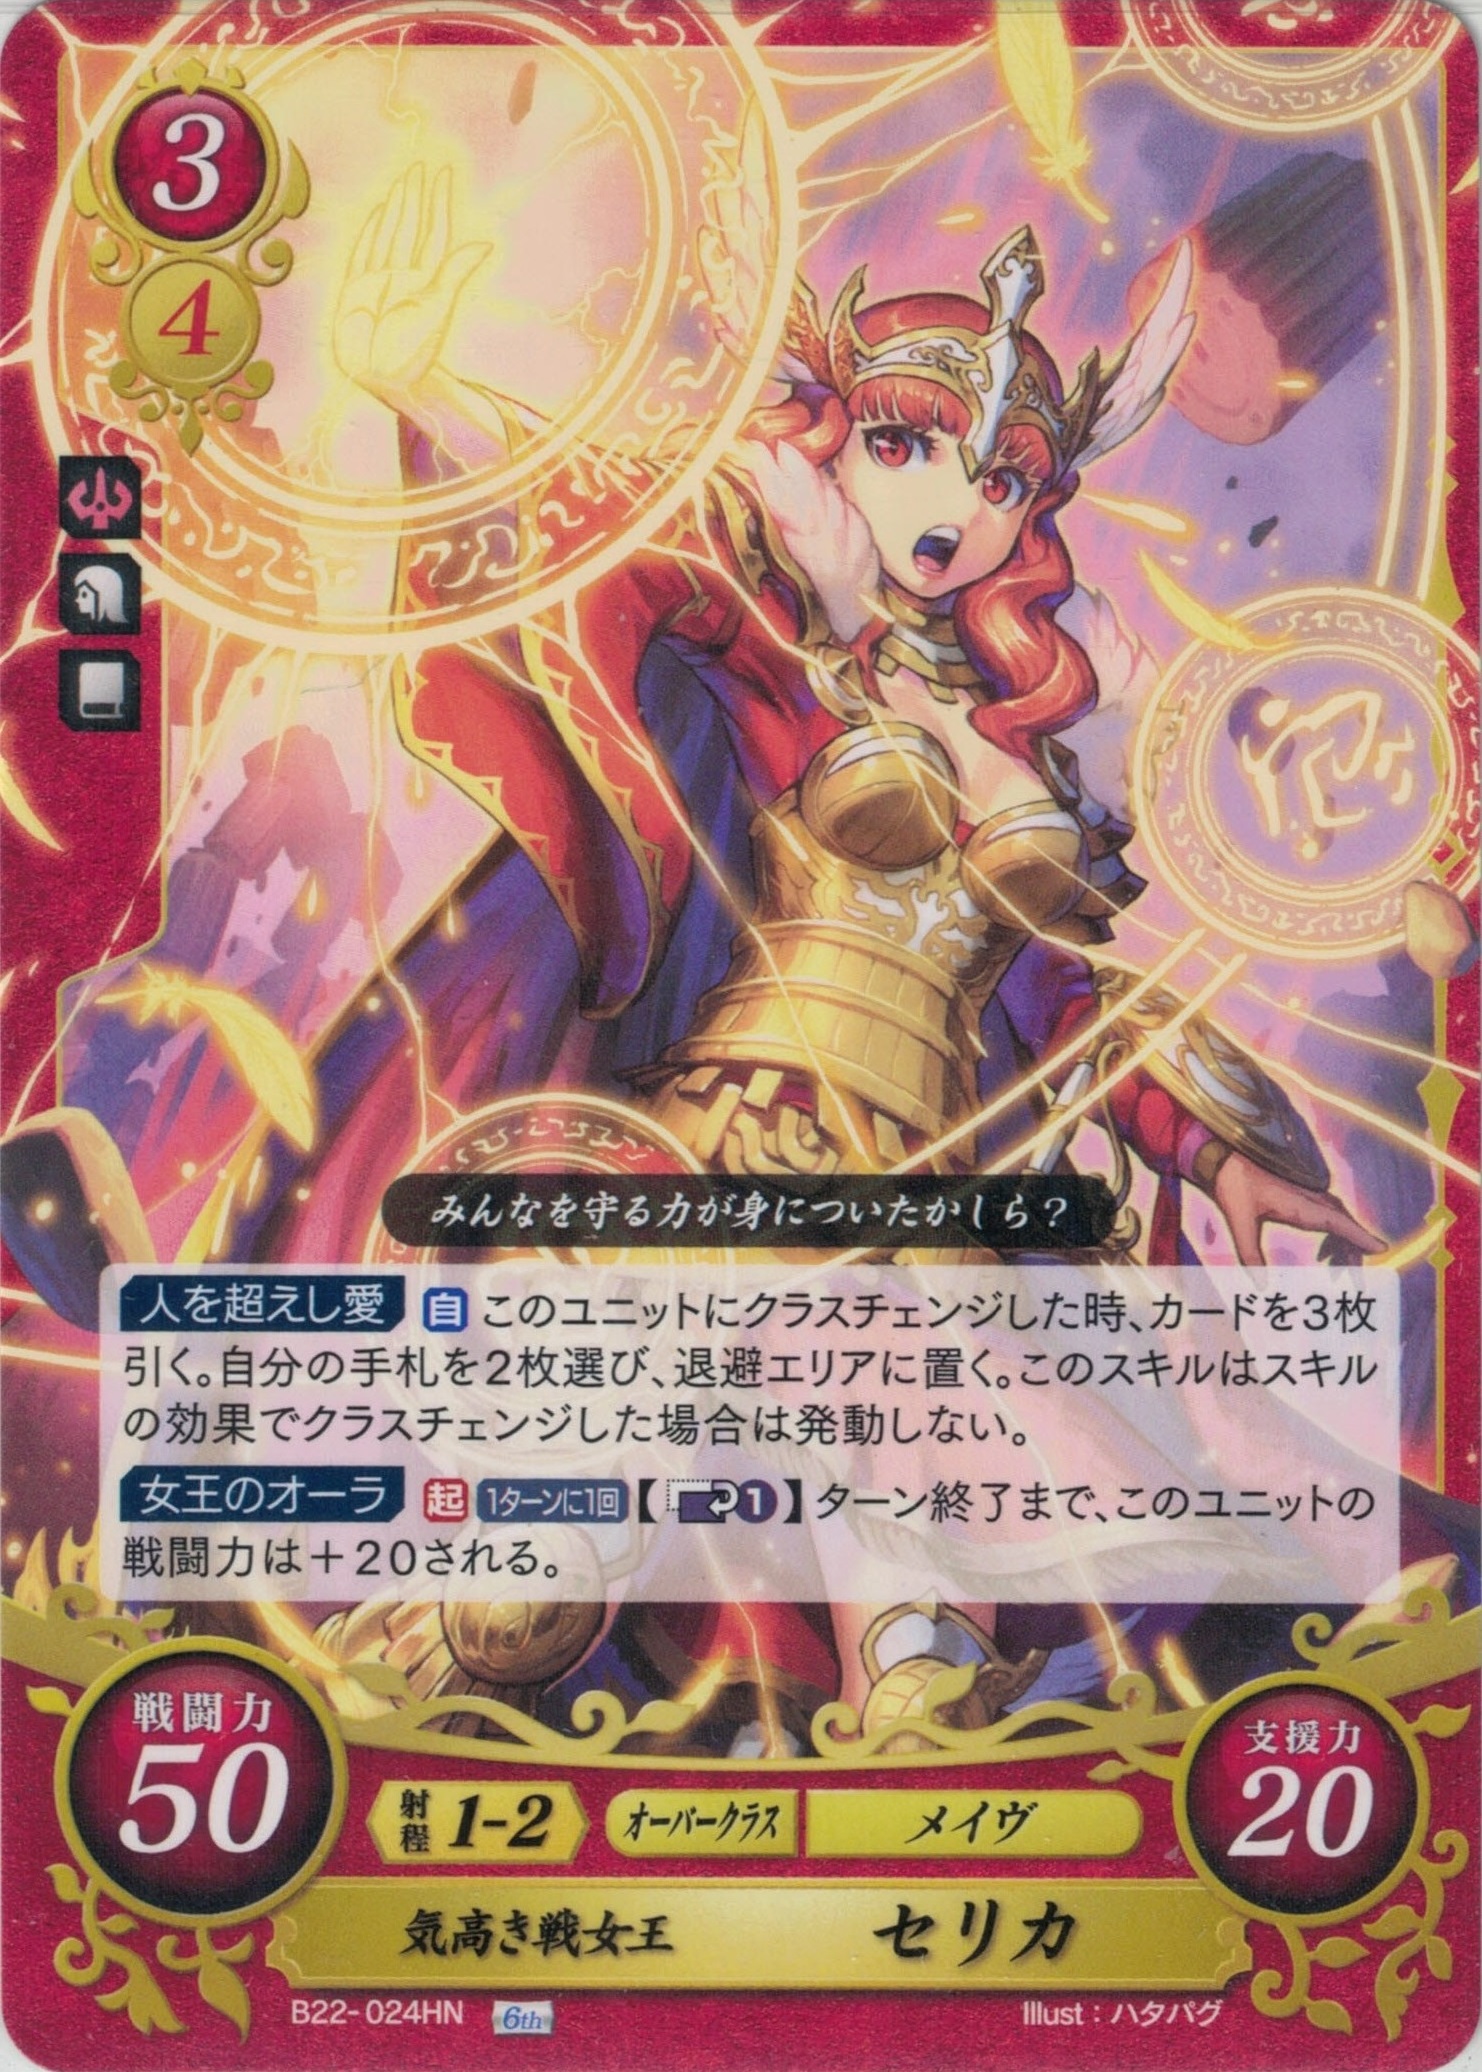 3
4
みんなを守る力が身についたかしら？
人を超えし愛 自 このユニットにクラスチェンジした時、カードを3枚
引く。自分の手札を2枚選び、退避エリアに置く。このスキルはスキル
の効果でクラスチェンジした場合は発動しない。
女王のオーラ 起 1ターンに1回 【1】ターン終了まで、このユニットの
戦闘力は＋20される。
戦闘力
50
支援力
20
射程 1-2 オーバークラス メイヴ
気高き戦女王 セリカ
B22-024HN 6th Illust：ハタパグ